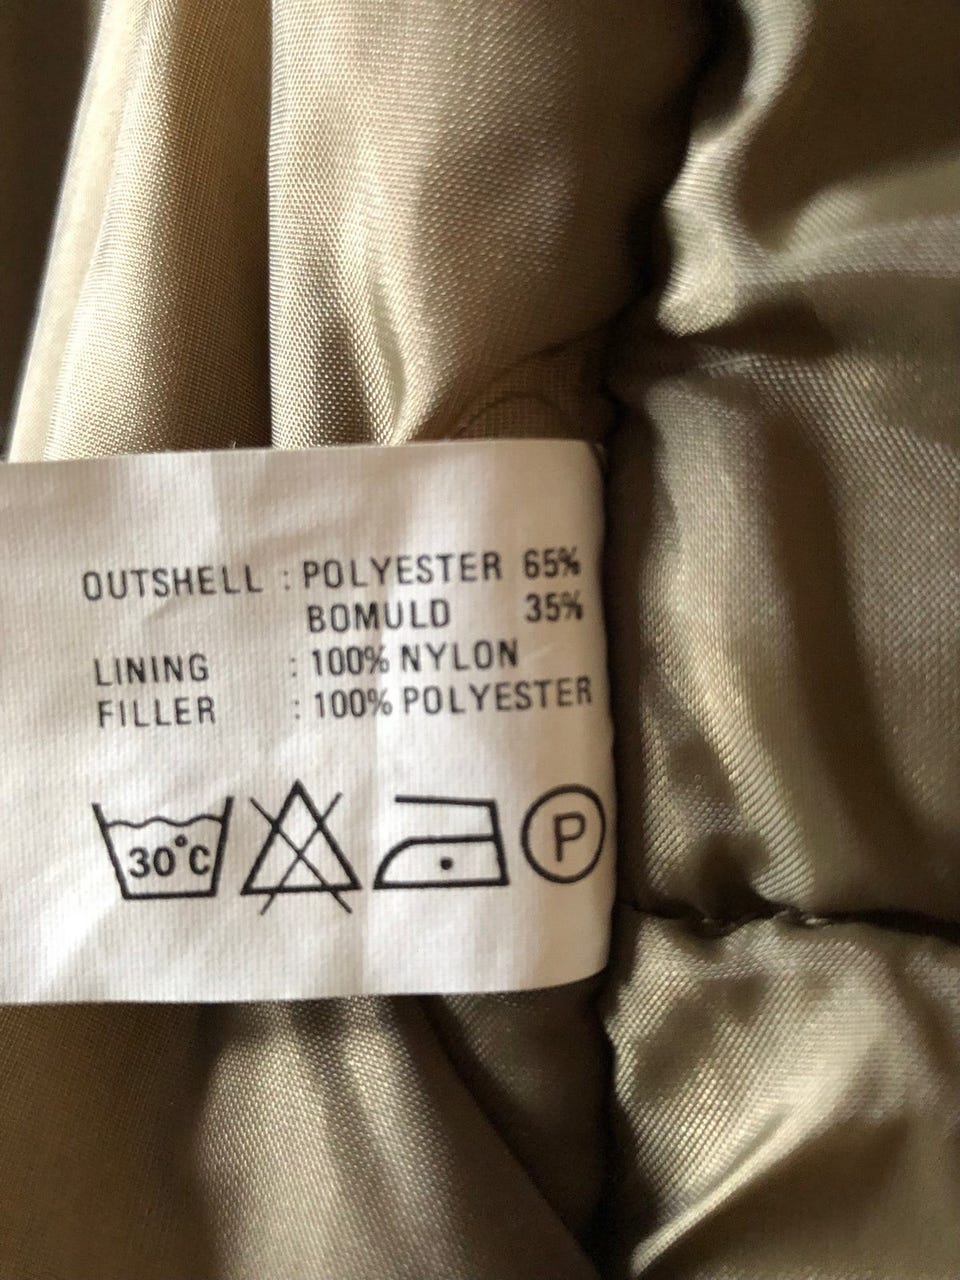 OUTSHELL : POLYESTER 65%
BOMULD 35%
LINING : 100% NYLON
FILLER : 100% POLYESTER
30°C P